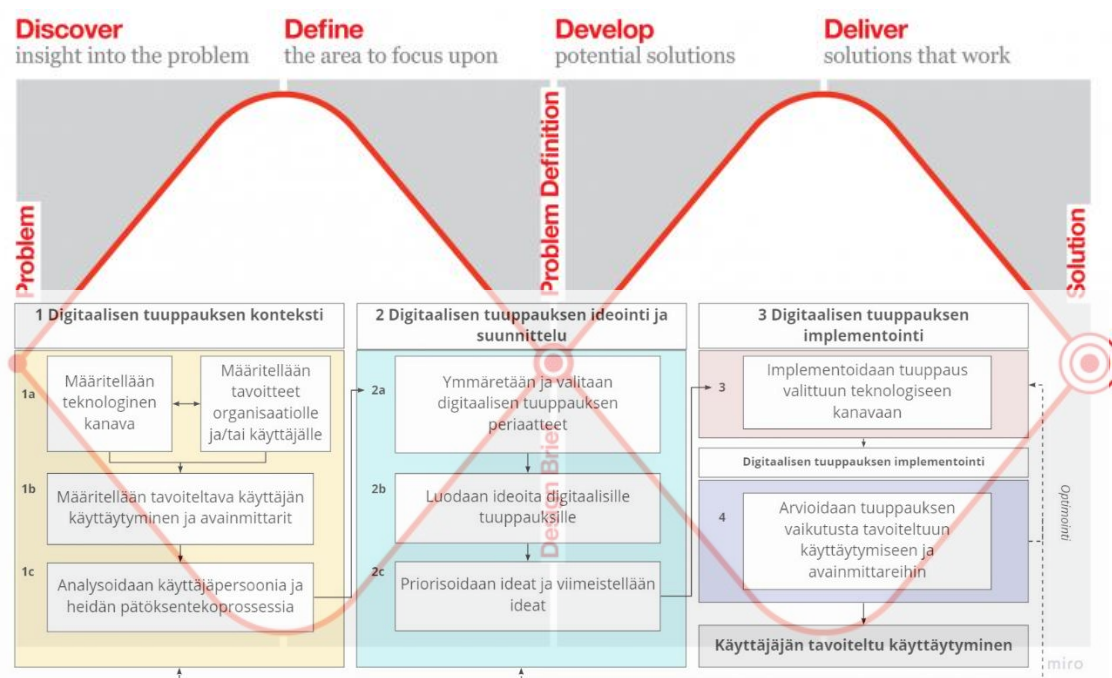 Discover
insight into the problem
Define
the area to focus upon
Develop
potential solutions
Deliver
solutions that work
Problem
Problem Definition
Design Brief
Solution
1 Digitaalisen tuuppauksen konteksti
1a
Määritellään
teknologinen
kanava
Määritellään
tavoitteet
organisaatiolle
ja/tai käyttäjälle
1b
Määritellään tavoiteltava käyttäjän
käyttäytyminen ja avainmittarit
1c
Analysoidaan käyttäjäpersoonia ja
heidän pätöksentekoprossessia
2 Digitaalisen tuuppauksen ideointi ja
suunnittelu
2a
Ymmäretään ja valitaan
digitaalisen tuuppauksen
periaatteet
2b
Luodaan ideoita digitaalisille
tuuppauksille
2c
Priorisoidaan ideat ja viimeistellään
ideat
3 Digitaalisen tuuppauksen
implementointi
3
Implementoidaan tuuppaus
valittuun teknologiseen
kanavaan
Digitaalisen tuuppauksen implementointi
4
Arvioidaan tuuppauksen
vaikutusta tavoiteltuun
käyttäytymiseen ja
avainmittareihin
Optimointi
Käyttäjäjän tavoiteltu käyttäytyminen
miro